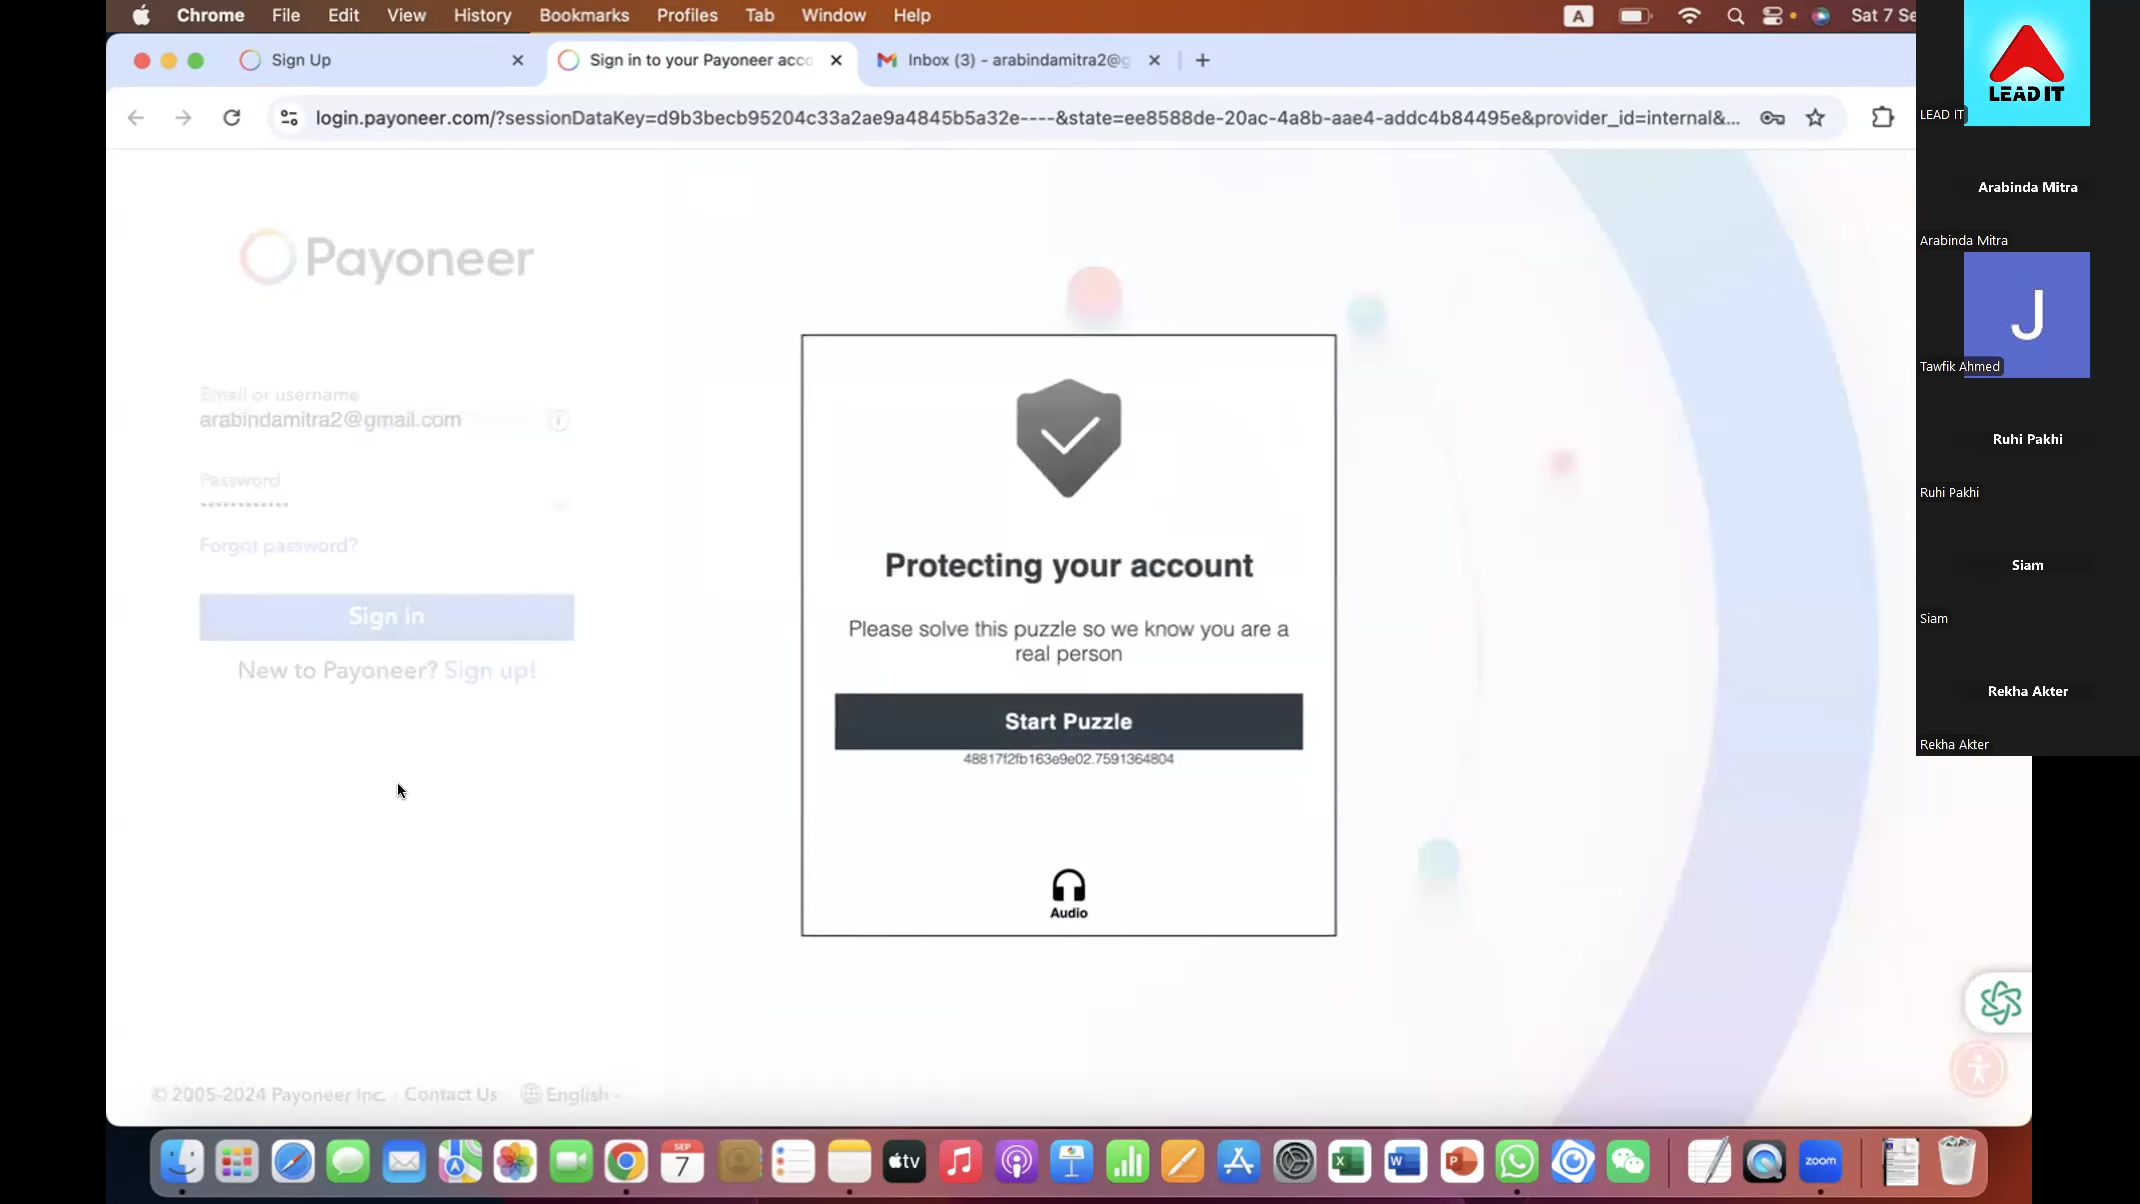 Chrome File Edit View History Bookmarks Profiles Tab Window Help
A
Sat 7 Se
Sign Up
Sign in to your Payoneer acco
Inbox (3) - arabindamitra2@g
login.payoneer.com/?sessionDataKey=d9b3becb95204c33a2ae9a4845b5a32e----&state=ee8588de-20ac-4a8b-aae4-addc4b84495e&provider_id=internal&...
Payoneer
Email or username
arabindamitra2@gmail.com
Password
Forgot password?
Sign in
New to Payoneer? Sign up!
Protecting your account
Please solve this puzzle so we know you are a
real person
Start Puzzle
48817f2fb163e9e02.7591364804
Audio
© 2005-2024 Payoneer Inc. Contact Us English
LEAD IT
LEAD IT
Arabinda Mitra
Arabinda Mitra
J
Tawfik Ahmed
Ruhi Pakhi
Ruhi Pakhi
Siam
Siam
Rekha Akter
Rekha Akter
SEP
7
tv
X
W
P
zoom